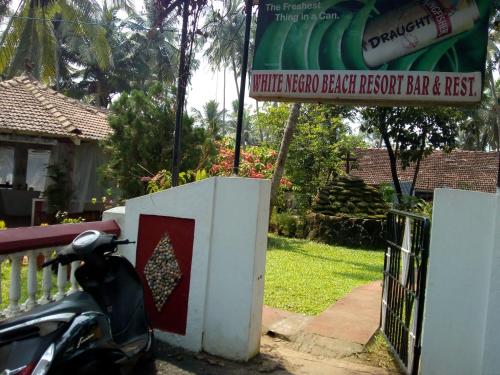 The Freshest
Thing in a Can.
DRAUGHT
WHITE NEGRO BEACH RESORT BAR & REST.